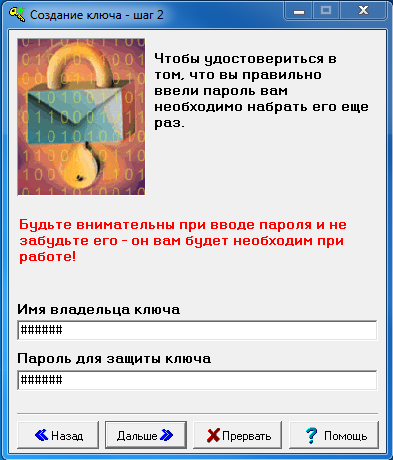 Создание ключа - шаг 2
Чтобы удостовериться в
том, что вы правильно
ввели пароль вам
необходимо набрать его еще
раз.
Будьте внимательны при вводе пароля и не
забудьте его - он вам будет необходим при
работе!
Имя владельца ключа
######
Пароль для защиты ключа
######
Назад Дальше Прервать ? Помощь